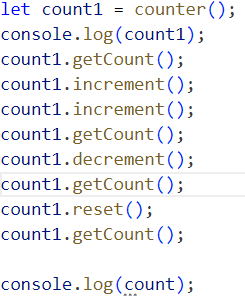 let count1 = counter();
console.log(count1);
count1.getCount();
count1.increment();
count1.increment();
count1.getCount();
count1.decrement();
count1.getCount();
count1.reset();
count1.getCount();
console.log(count);